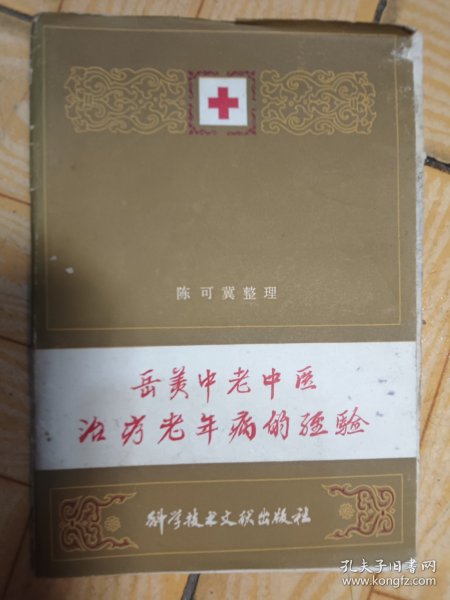 陈可冀整理
岳美中老中医
治疗老年病的经验
科学技术文献出版社
孔夫子旧书网
www.kongfz.com